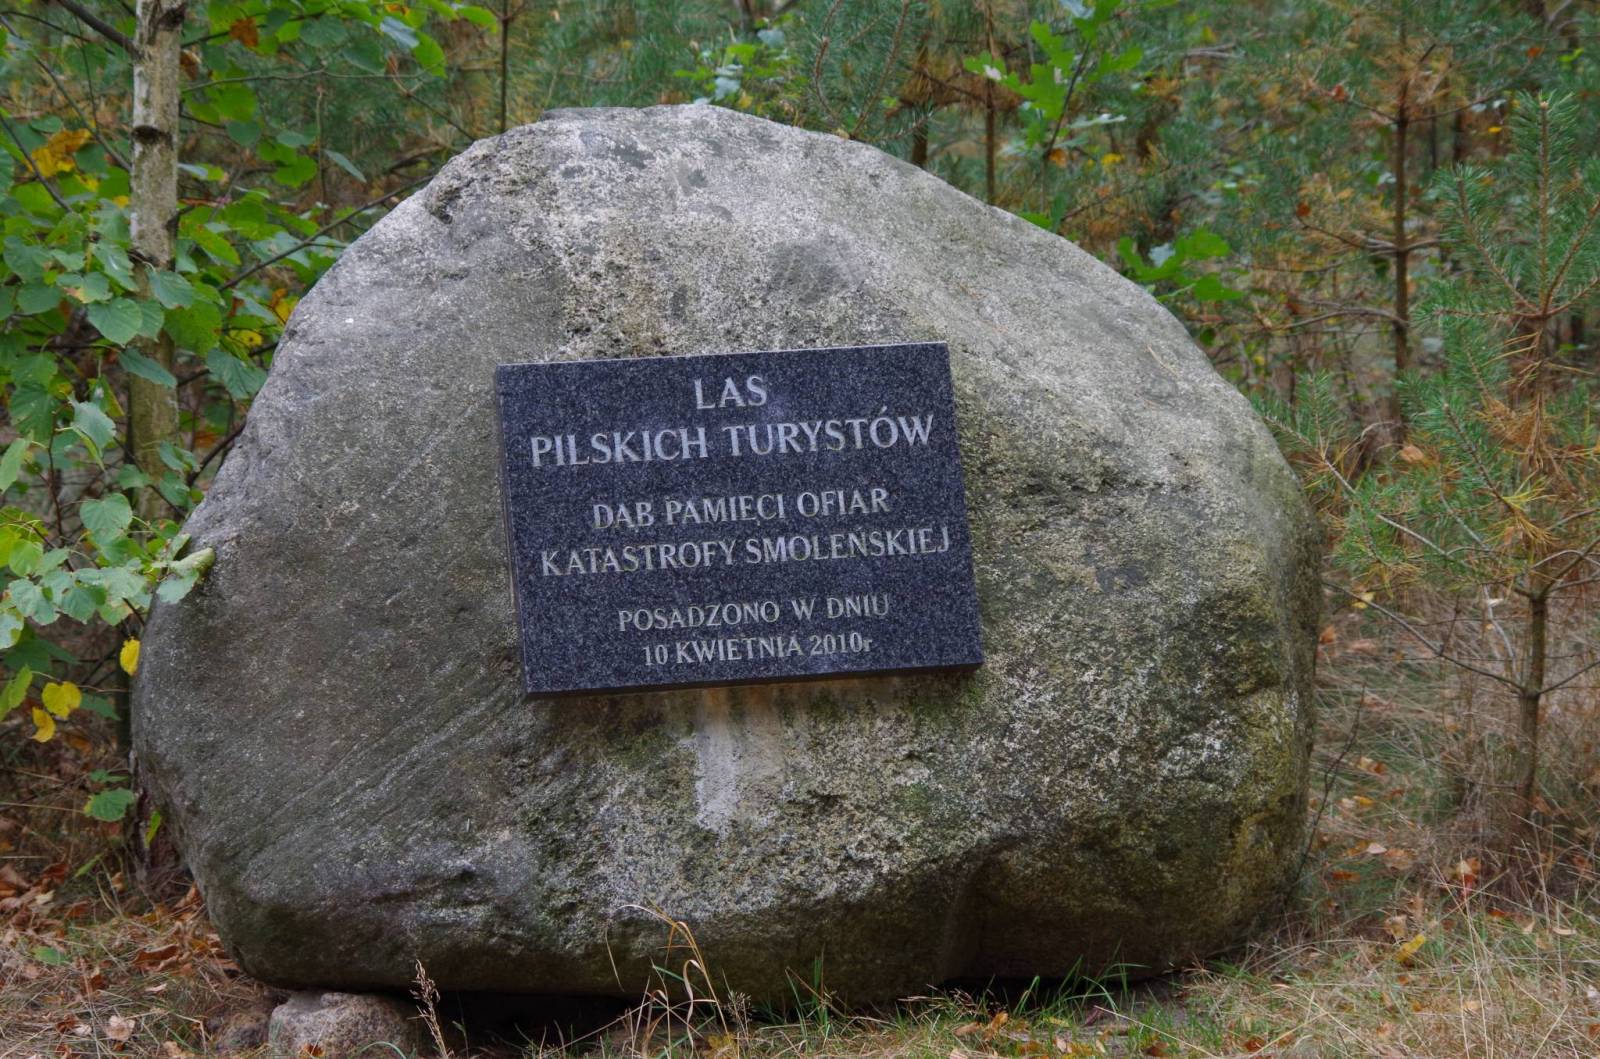 LAS
PILSKICH TURYSTÓW
DĄB PAMIĘCI OFIAR
KATASTROFY SMOLEŃSKIEJ
POSADZONO W DNIU
10 KWIETNIA 2010r